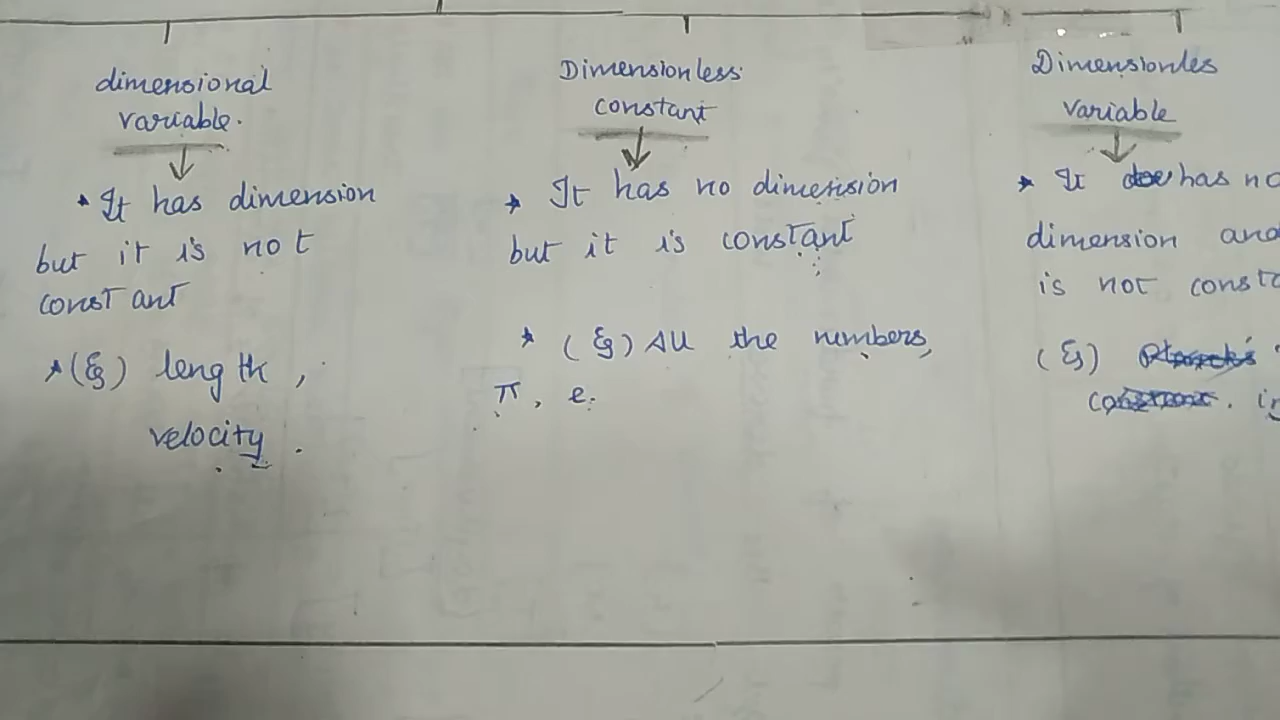 dimensional
variable.
* It has dimension
but it is not
constant
* (Eg) length,
velocity.
Dimensionless
constant
* It has no dimension
but it is constant
* (Eg) All the numbers,
π, e.
Dimensionles
variable
* It has no
dimension and
is not
(Eg)